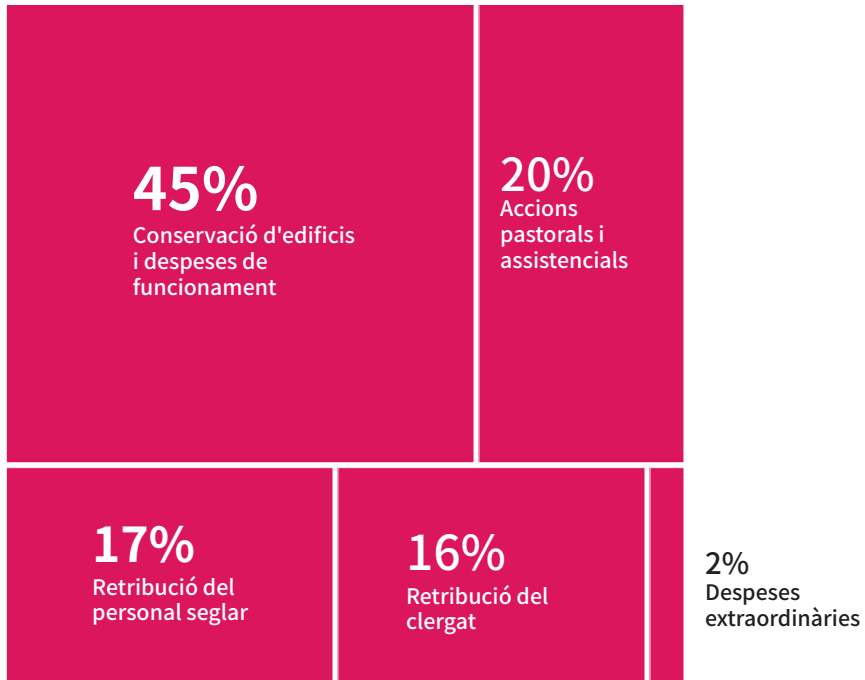 45%
Conservació d'edificis
i despeses de
funcionament
20%
Accions
pastorals i
assistencials
17%
Retribució del
personal seglar
16%
Retribució del
clergat
2%
Despeses
extraordinàries